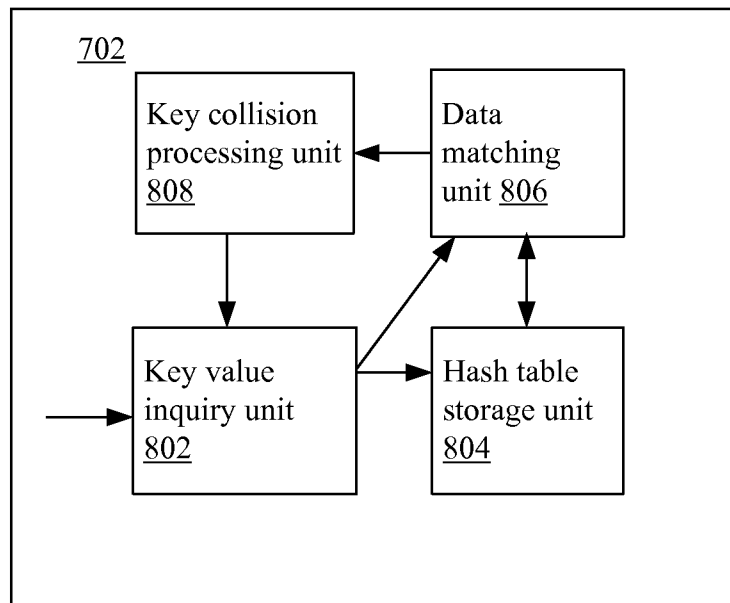 702
Key collision
processing unit
808
Data
matching
unit 806
Key value
inquiry unit
802
Hash table
storage unit
804